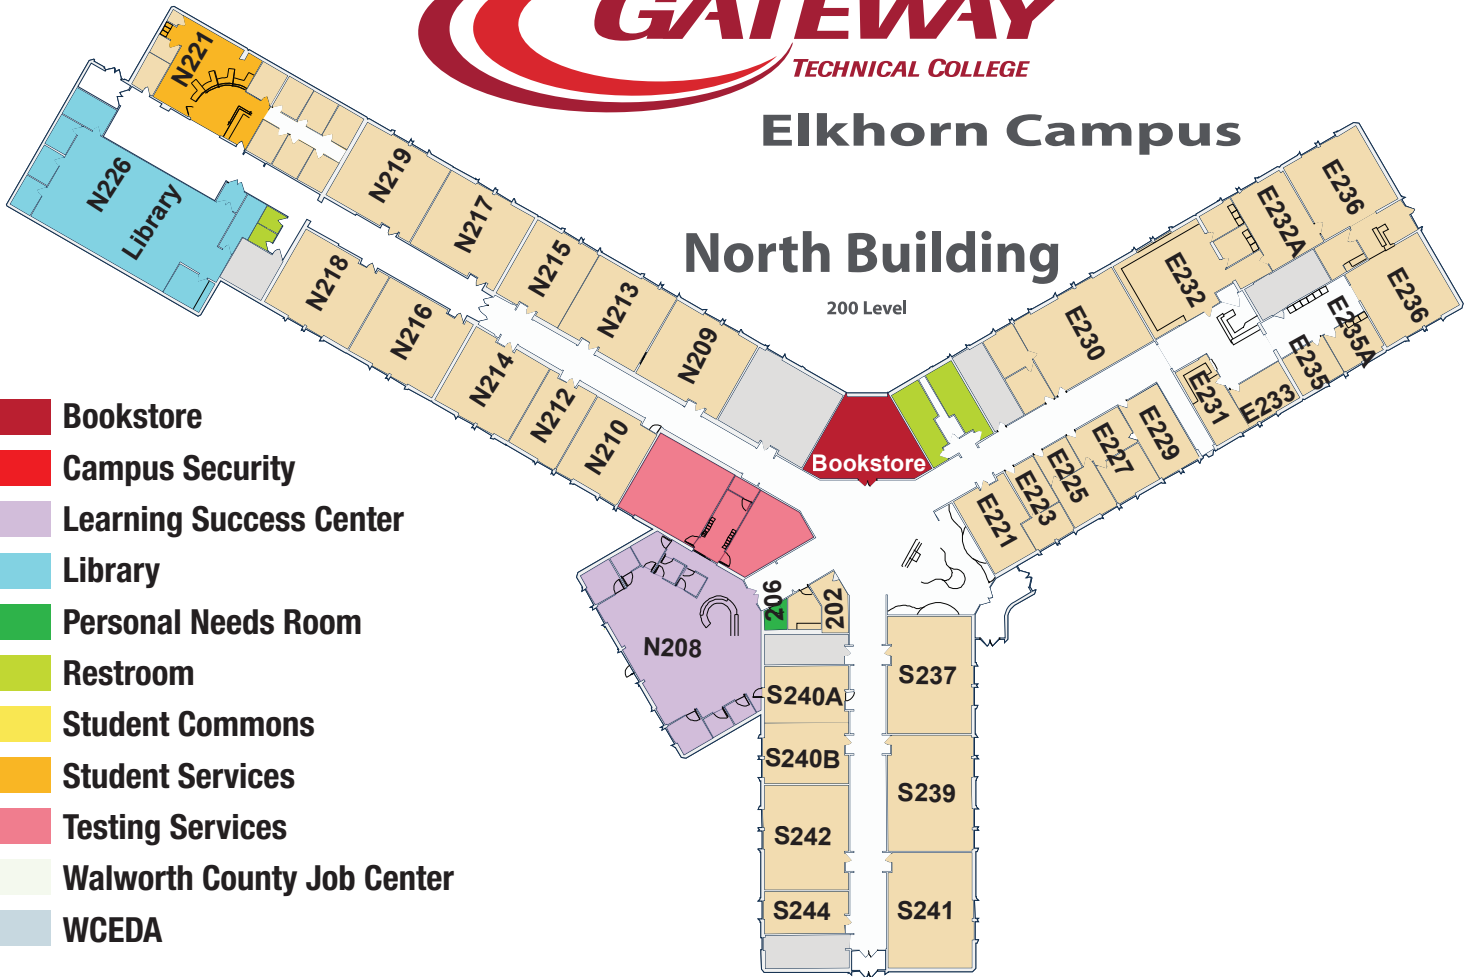 GATEWAY
TECHNICAL COLLEGE
Elkhorn Campus
North Building
200 Level
N221
N226
Library
N219
N217
N215
N213
N209
N218
N216
N214
N212
N210
Bookstore
E230
E232
E232A
E236
E236
E235A
E235
E233
E231
E229
E227
E225
E223
E221
206
202
N208
S237
S240A
S240B
S239
S242
S244
S241
Bookstore
Campus Security
Learning Success Center
Library
Personal Needs Room
Restroom
Student Commons
Student Services
Testing Services
Walworth County Job Center
WCEDA